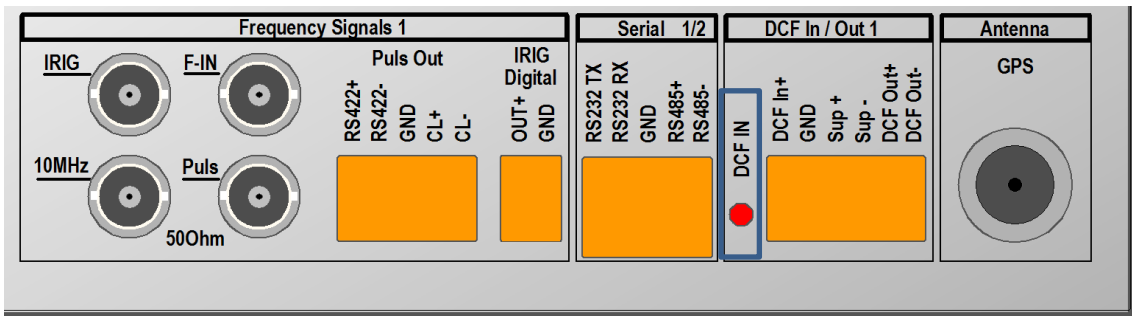 Frequency Signals 1
IRIG
F-IN
10MHz
Puls
50Ohm
Puls Out
RS422+
RS422-
GND
CL+
CL-
IRIG
Digital
OUT+
GND
Serial 1/2
RS232 TX
RS232 RX
GND
RS485+
RS485-
DCF In / Out 1
DCF IN
DCF In+
GND
Sup +
Sup -
DCF Out+
DCF Out-
Antenna
GPS